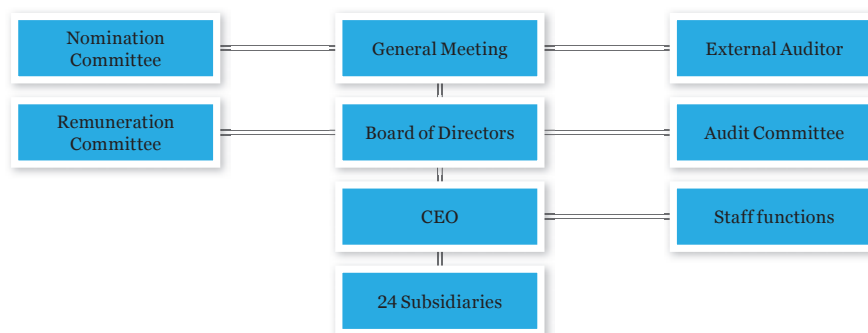 Nomination
Committee
General Meeting
External Auditor
Remuneration
Committee
Board of Directors
Audit Committee
CEO
Staff functions
24 Subsidiaries